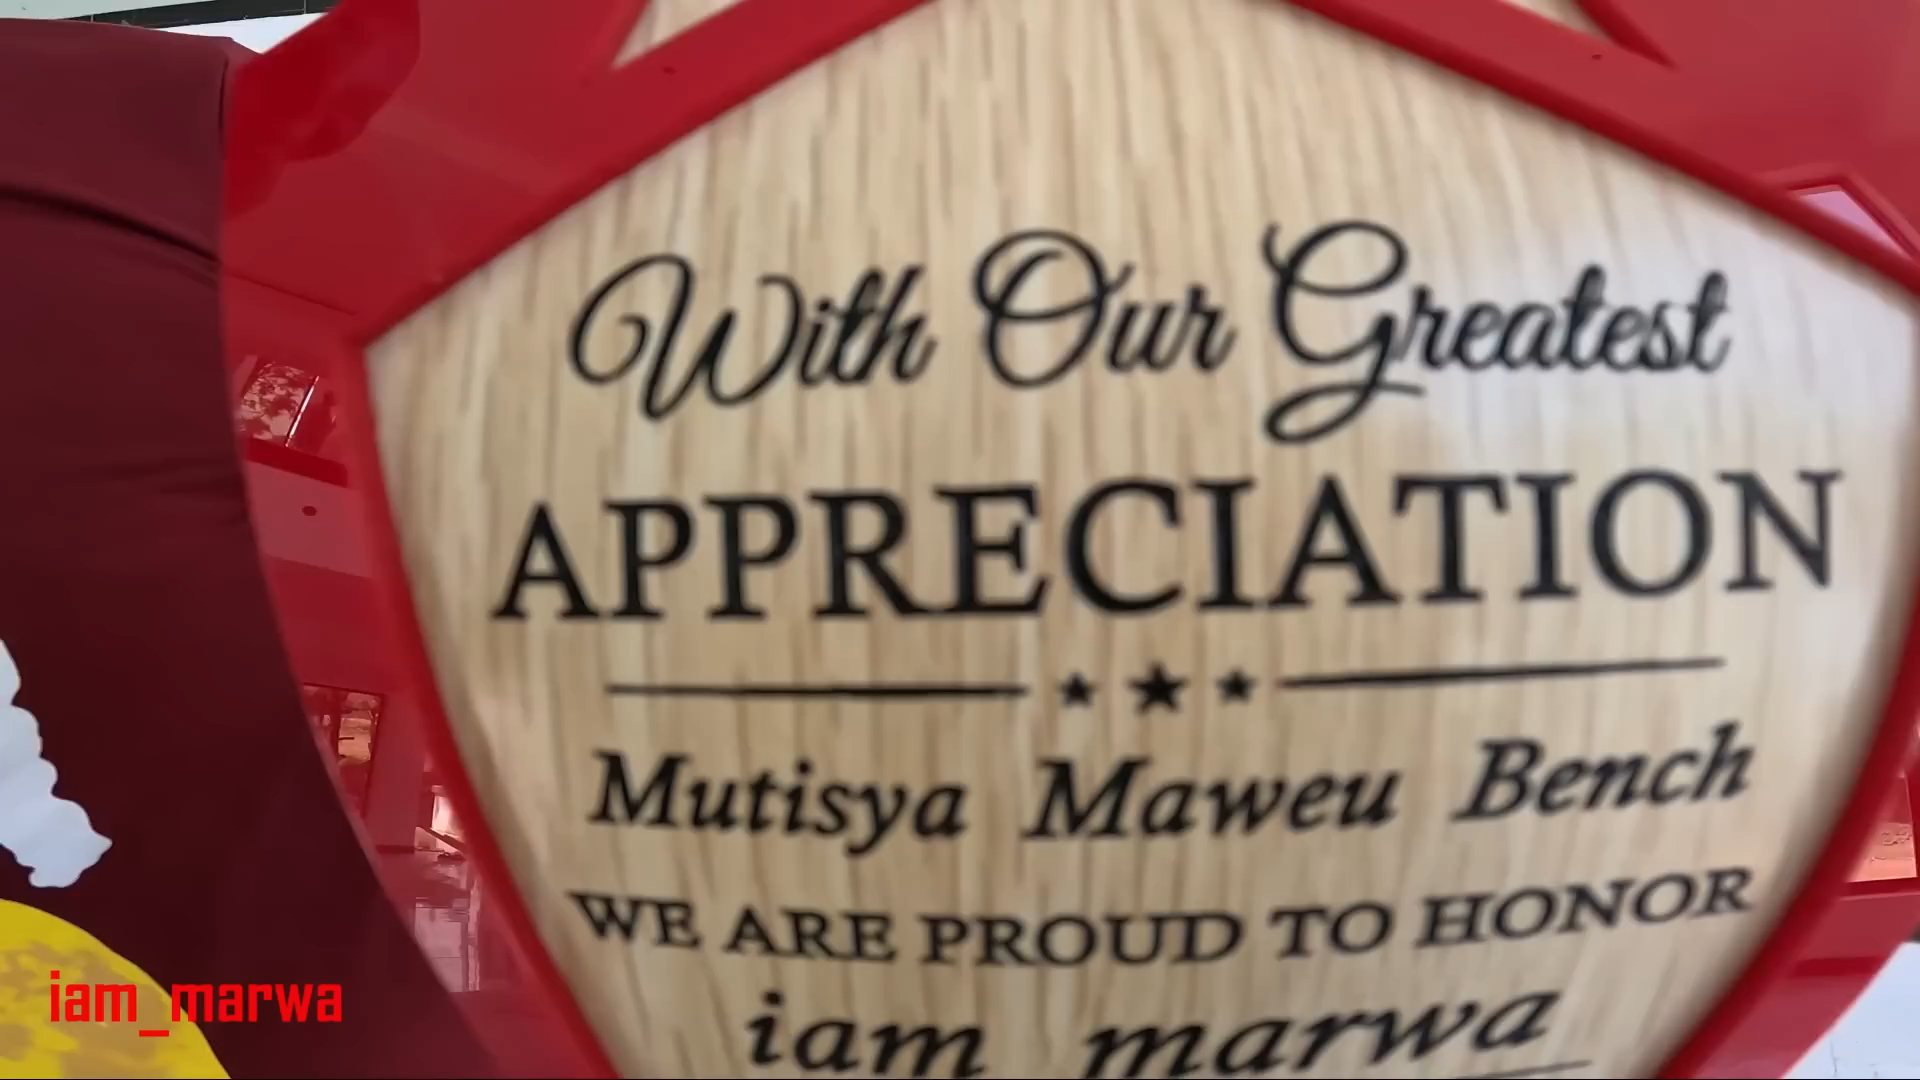 With Our Greatest
APPRECIATION
Mutisya Maweu Bench
WE ARE PROUD TO HONOR
iam marwa
iam_marwa